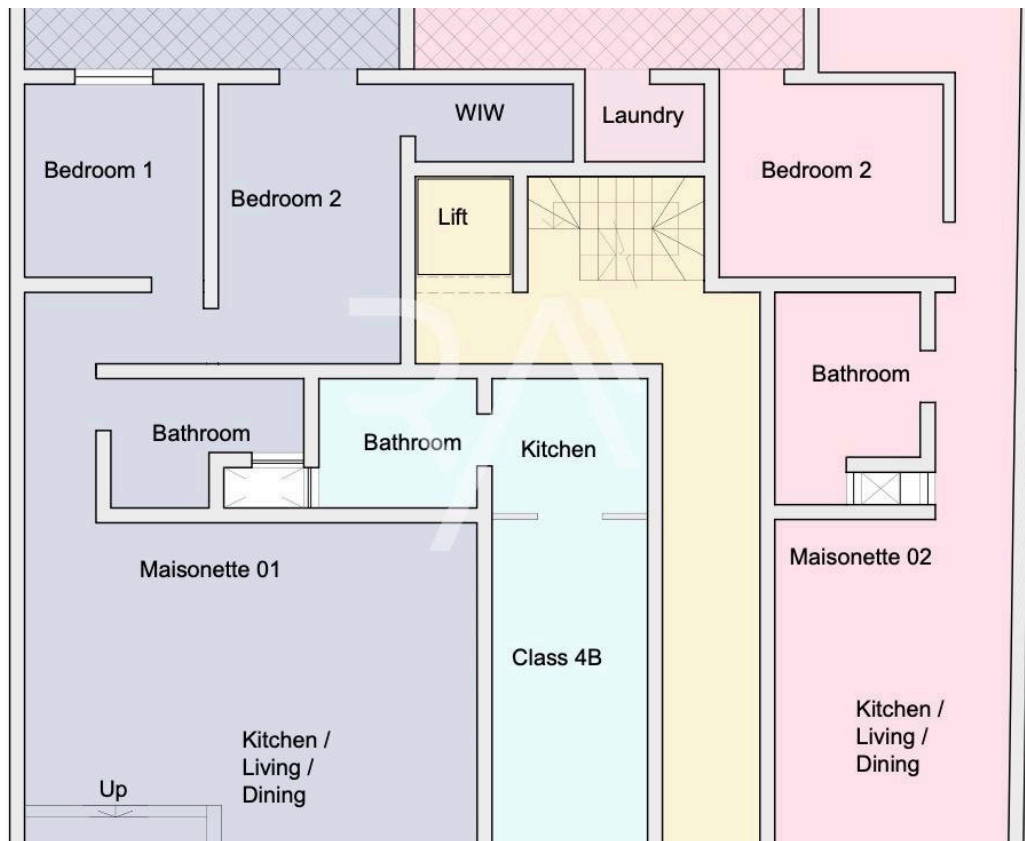 WIW
Laundry
Bedroom 1
Bedroom 2
Bedroom 2
Lift
Bathroom
Bathroom
Bathroom
Kitchen
Maisonette 01
Maisonette 02
Class 4B
Kitchen /
Living /
Dining
Kitchen /
Living /
Dining
Up